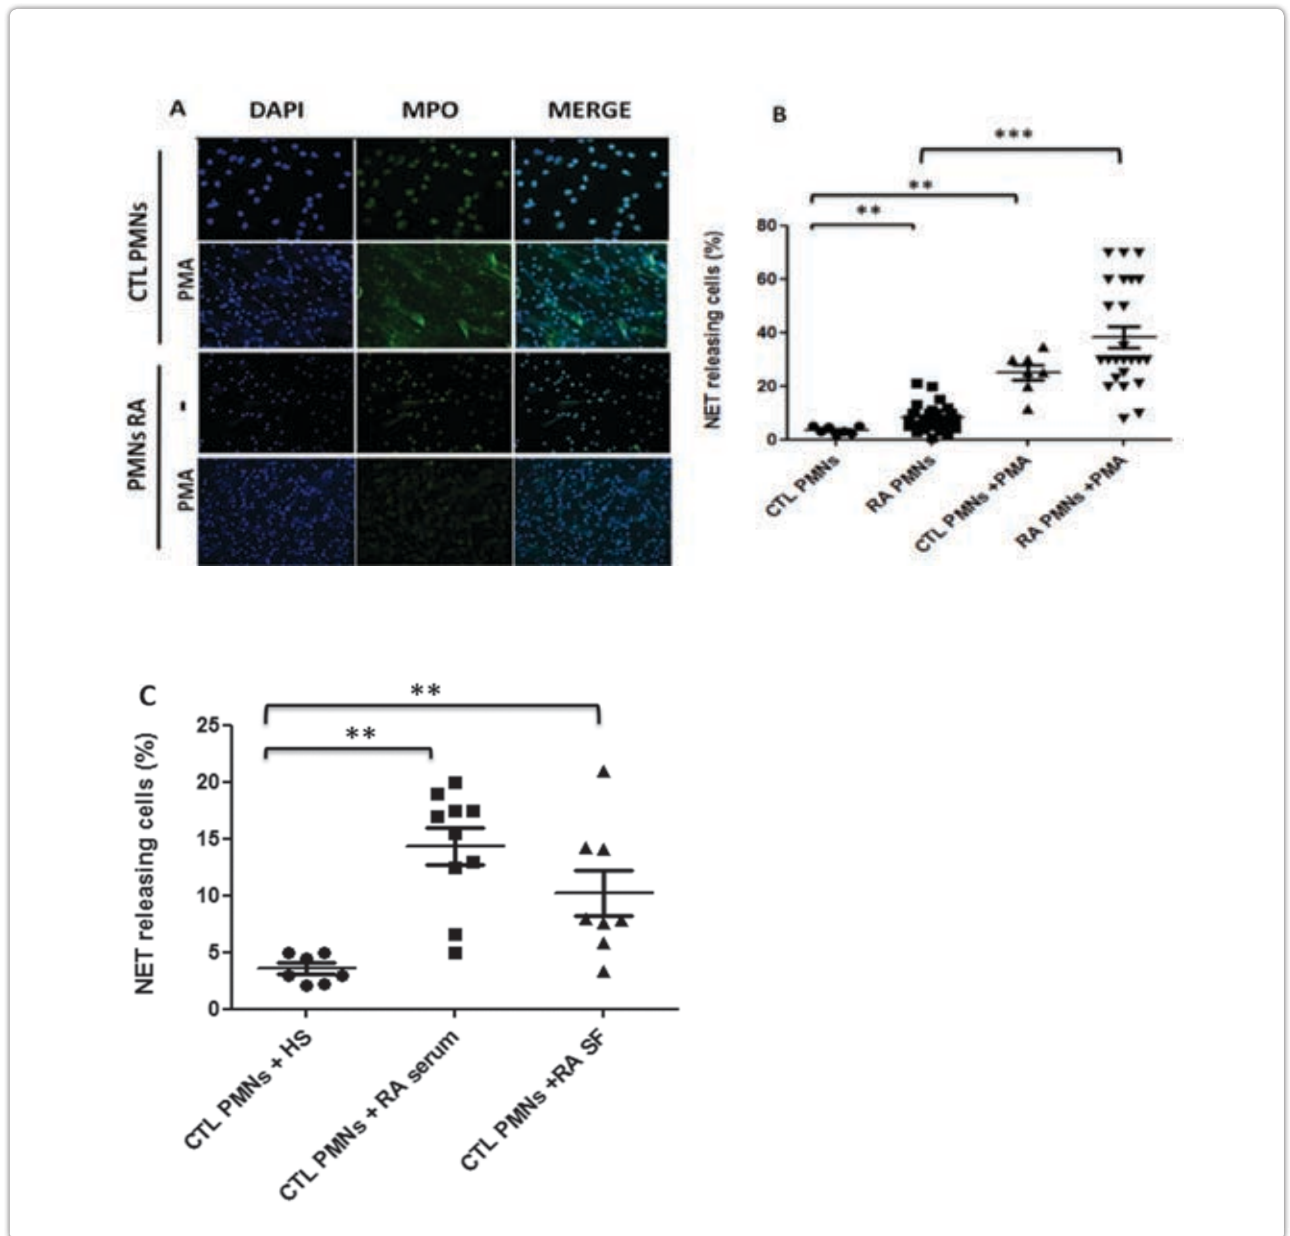 A
DAPI
MPO
MERGE
CTL PMNs
PMA
PMNs RA
-
PMA
B
***
**
**
NET releasing cells (%)
80
60
40
20
0
CTL PMNs
RA PMNs
CTL PMNs +PMA
RA PMNs +PMA
C
**
**
NET releasing cells (%)
25
20
15
10
5
0
CTL PMNs + HS
CTL PMNs + RA serum
CTL PMNs +RA SF